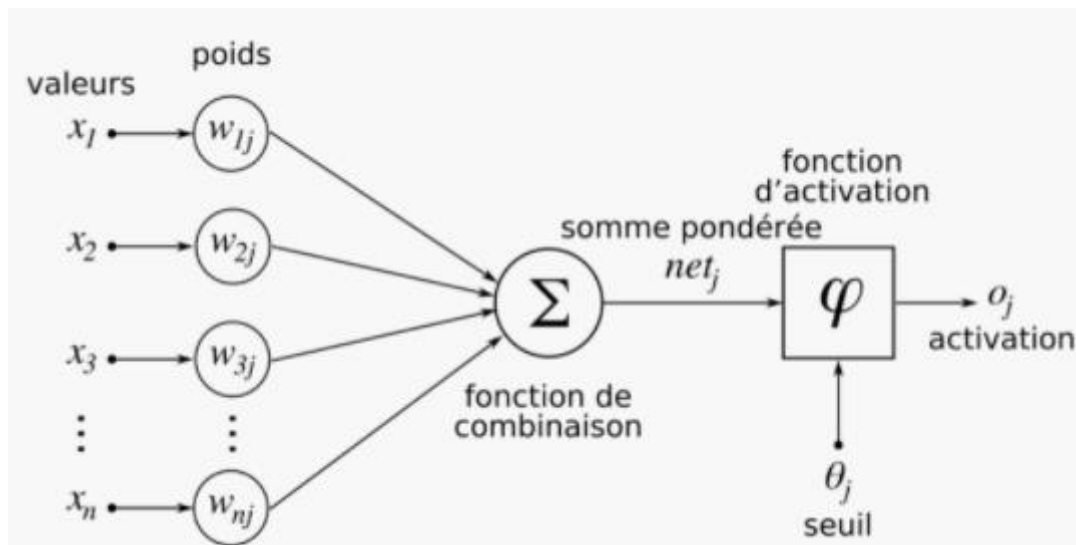 poids
valeurs
x₁
w₁ⱼ
fonction
d'activation
x₂
w₂ⱼ
somme pondérée
netⱼ
Σ
φ
oⱼ
activation
x₃
w₃ⱼ
fonction de
combinaison
⋮
⋮
xₙ
wₙⱼ
θⱼ
seuil